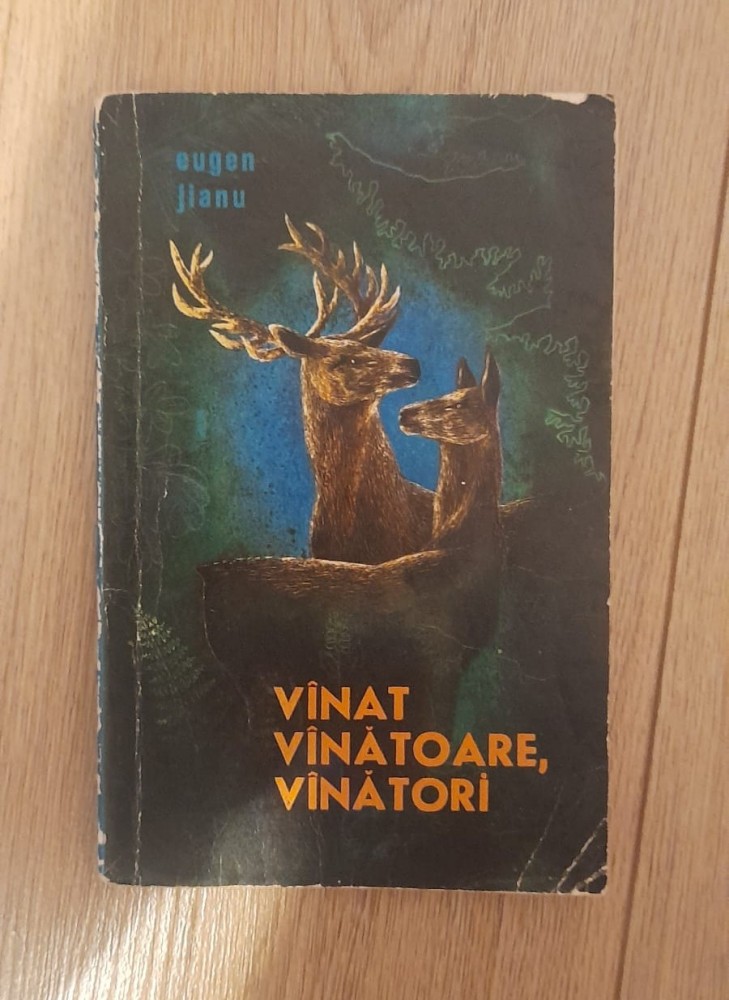 eugen
jianu
VÎNAT
VÎNĂTOARE,
VÎNĂTORI